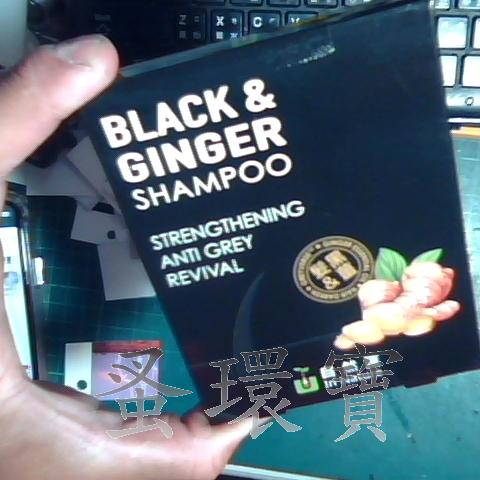 BLACK &
GINGER
SHAMPOO
STRENGTHENING
ANTI GREY
REVIVAL
蚤環寶